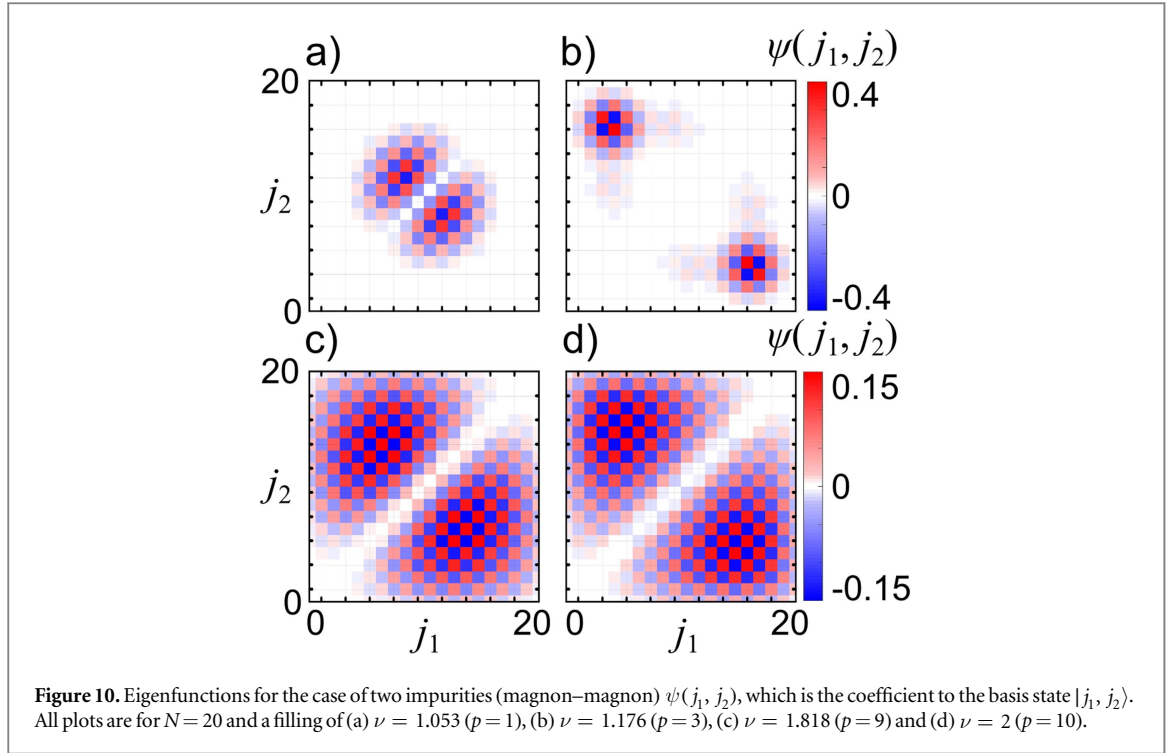 a)
b)
ψ(j₁, j₂)
20
j₂
0
0.4
0
-0.4
c)
d)
ψ(j₁, j₂)
20
j₂
0
0.15
0
-0.15
0 j₁ 20
0 j₁ 20
Figure 10. Eigenfunctions for the case of two impurities (magnon–magnon) ψ(j₁, j₂), which is the coefficient to the basis state |j₁, j₂⟩.
All plots are for N = 20 and a filling of (a) ν = 1.053 (p = 1), (b) ν = 1.176 (p = 3), (c) ν = 1.818 (p = 9) and (d) ν = 2 (p = 10).